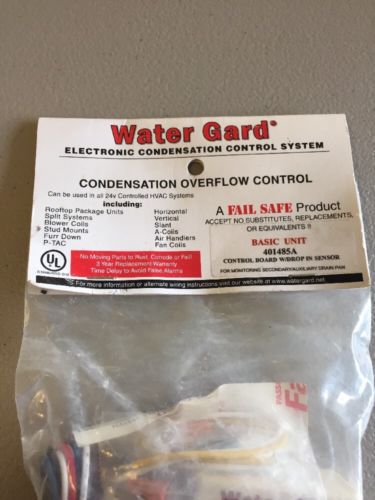 Water Gard®
ELECTRONIC CONDENSATION CONTROL SYSTEM
CONDENSATION OVERFLOW CONTROL
Can be used in all 24v Controlled HVAC Systems
including:
Rooftop Package Units
Split Systems
Blower Coils
Stud Mounts
Furr Down
P-TAC
Horizontal
Vertical
Slant
A-Coils
Air Handlers
Fan Coils
A FAIL SAFE Product
ACCEPT NO SUBSTITUTES, REPLACEMENTS,
OR EQUIVALENTS !!
BASIC UNIT
401485A
CONTROL BOARD W/DROP IN SENSOR
FOR MONITORING SECONDARY/AUXILIARY DRAIN PAN
UL
No Moving Parts to Rust, Corrode or Fail!
3 Year Replacement Warranty
Time Delay to Avoid False Alarms
For more information or alternate wiring instructions visit our website at www.watergard.net.
Fa